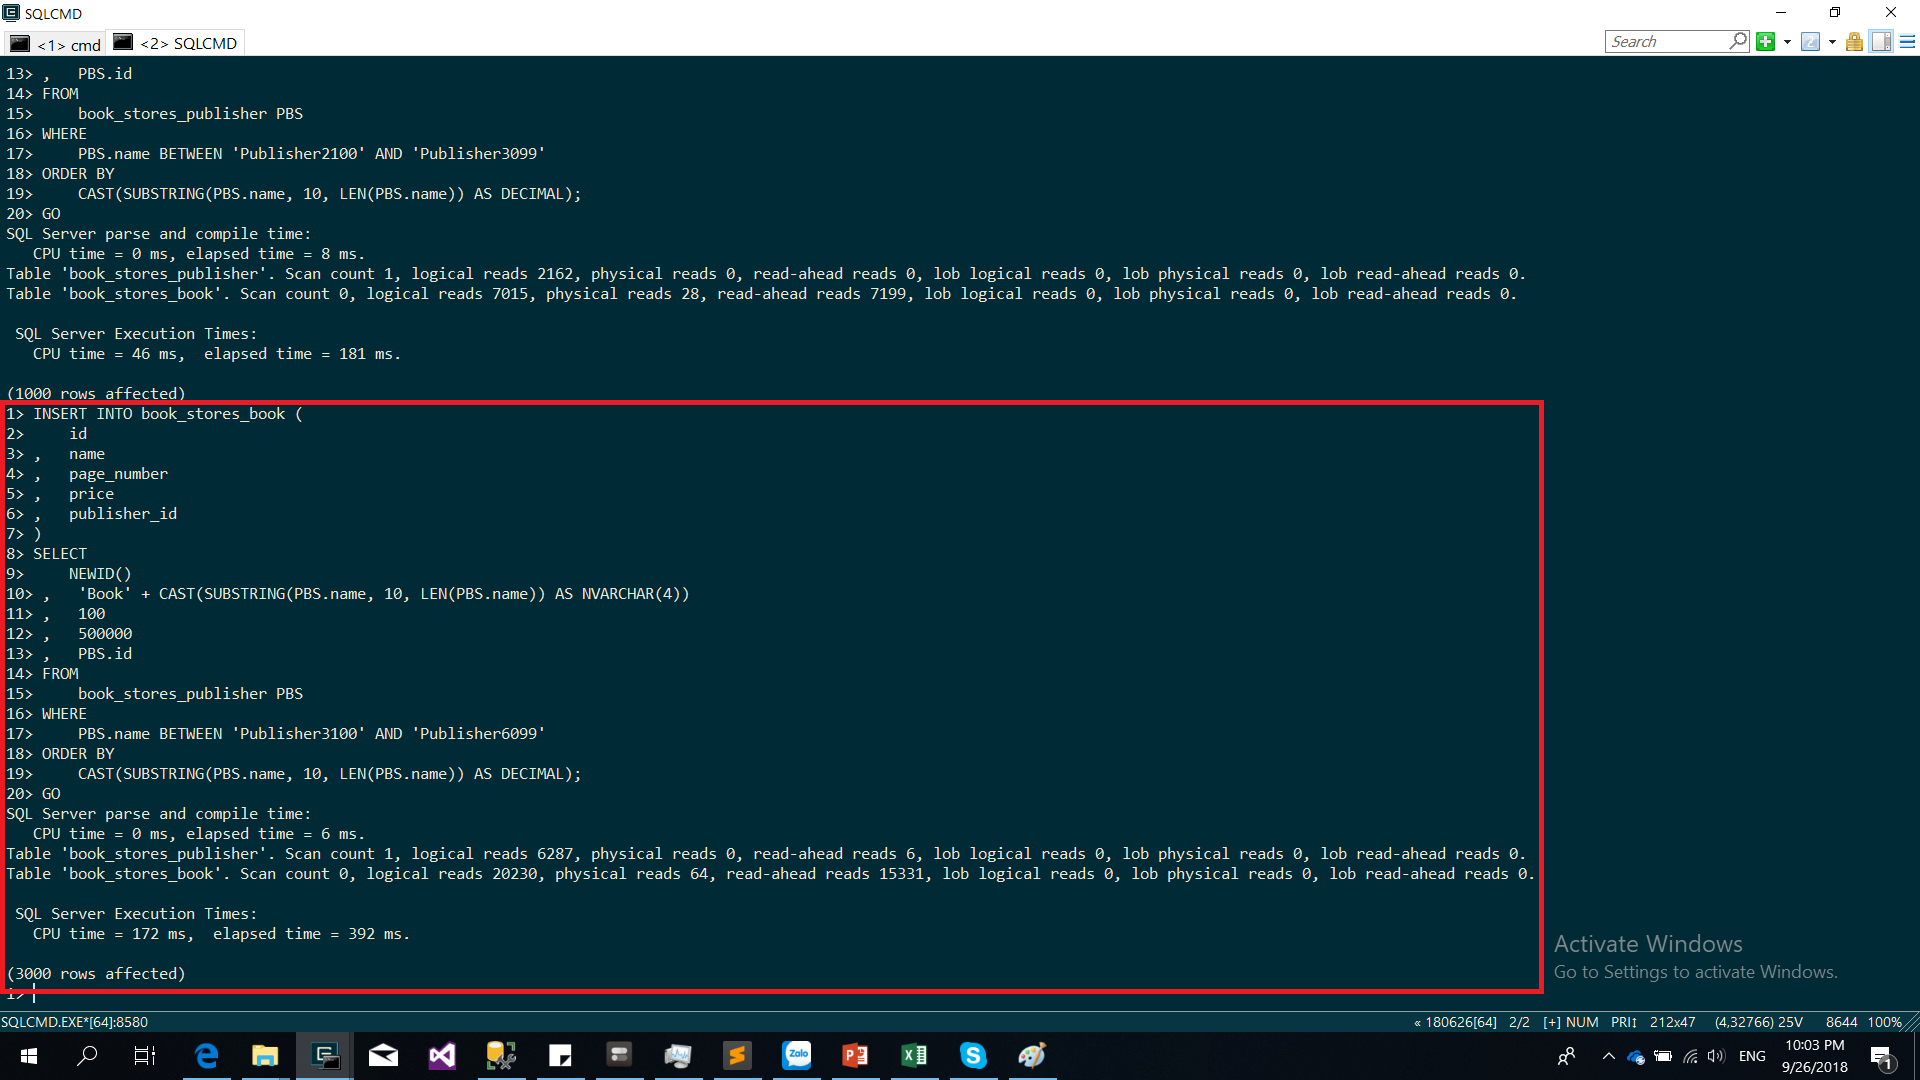 SQLCMD
<1> cmd
<2> SQLCMD
Search
13> ,   PBS.id
14> FROM
15>     book_stores_publisher PBS
16> WHERE
17>     PBS.name BETWEEN 'Publisher2100' AND 'Publisher3099'
18> ORDER BY
19>     CAST(SUBSTRING(PBS.name, 10, LEN(PBS.name)) AS DECIMAL);
20> GO
SQL Server parse and compile time:
   CPU time = 0 ms, elapsed time = 8 ms.
Table 'book_stores_publisher'. Scan count 1, logical reads 2162, physical reads 0, read-ahead reads 0, lob logical reads 0, lob physical reads 0, lob read-ahead reads 0.
Table 'book_stores_book'. Scan count 0, logical reads 7015, physical reads 28, read-ahead reads 7199, lob logical reads 0, lob physical reads 0, lob read-ahead reads 0.
 SQL Server Execution Times:
   CPU time = 46 ms,  elapsed time = 181 ms.
(1000 rows affected)
1> INSERT INTO book_stores_book (
2>     id
3> ,   name
4> ,   page_number
5> ,   price
6> ,   publisher_id
7> )
8> SELECT
9>     NEWID()
10> ,   'Book' + CAST(SUBSTRING(PBS.name, 10, LEN(PBS.name)) AS NVARCHAR(4))
11> ,   100
12> ,   500000
13> ,   PBS.id
14> FROM
15>     book_stores_publisher PBS
16> WHERE
17>     PBS.name BETWEEN 'Publisher3100' AND 'Publisher6099'
18> ORDER BY
19>     CAST(SUBSTRING(PBS.name, 10, LEN(PBS.name)) AS DECIMAL);
20> GO
SQL Server parse and compile time:
   CPU time = 0 ms, elapsed time = 6 ms.
Table 'book_stores_publisher'. Scan count 1, logical reads 6287, physical reads 0, read-ahead reads 6, lob logical reads 0, lob physical reads 0, lob read-ahead reads 0.
Table 'book_stores_book'. Scan count 0, logical reads 20230, physical reads 64, read-ahead reads 15331, lob logical reads 0, lob physical reads 0, lob read-ahead reads 0.
 SQL Server Execution Times:
   CPU time = 172 ms,  elapsed time = 392 ms.
(3000 rows affected)
1>
Activate Windows
Go to Settings to activate Windows.
SQLCMD.EXE*[64]:8580
« 180626[64] 2/2 [+] NUM PRI↕ 212x47 (4,32766) 25V 8644 100%
Zalo
ENG
10:03 PM
9/26/2018
1